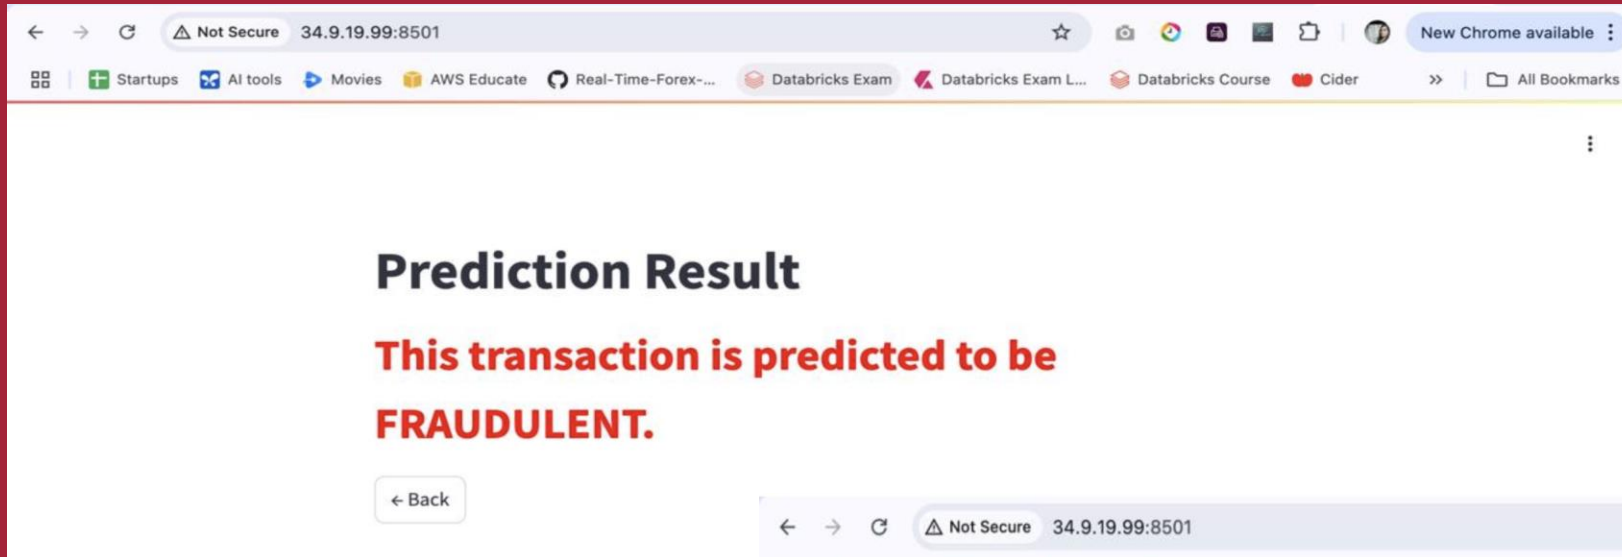 Not Secure 34.9.19.99:8501 New Chrome available
Startups AI tools Movies AWS Educate Real-Time-Forex-... Databricks Exam Databricks Exam L... Databricks Course Cider » All Bookmarks
Prediction Result
This transaction is predicted to be
FRAUDULENT.
← Back
Not Secure 34.9.19.99:8501